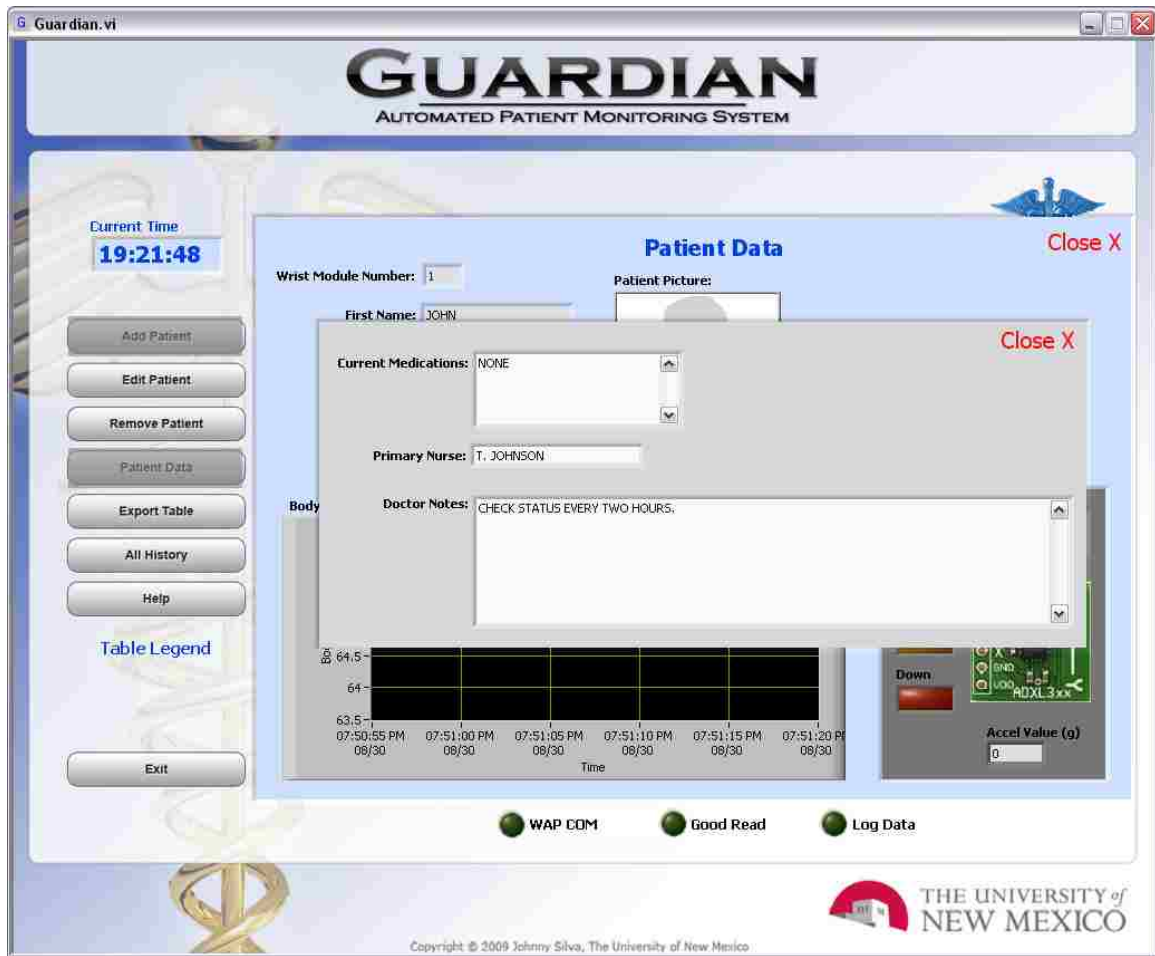 Guardian.vi
GUARDIAN
AUTOMATED PATIENT MONITORING SYSTEM
Current Time
19:21:48
Patient Data
Close X
Wrist Module Number: 1
Patient Picture:
First Name: JOHN
Close X
Current Medications: NONE
Primary Nurse: T. JOHNSON
Doctor Notes: CHECK STATUS EVERY TWO HOURS.
Add Patient
Edit Patient
Remove Patient
Patient Data
Export Table
All History
Help
Table Legend
Exit
Body
64.5
64
63.5
07:50:55 PM 07:51:00 PM 07:51:05 PM 07:51:10 PM 07:51:15 PM 07:51:20 P
08/30 08/30 08/30 08/30 08/30 08/30
Time
Down
X
GND
VDD
ADXL3xx
Accel Value (g)
0
WAP COM Good Read Log Data
THE UNIVERSITY of
NEW MEXICO
Copyright © 2009 Johnny Silva, The University of New Mexico